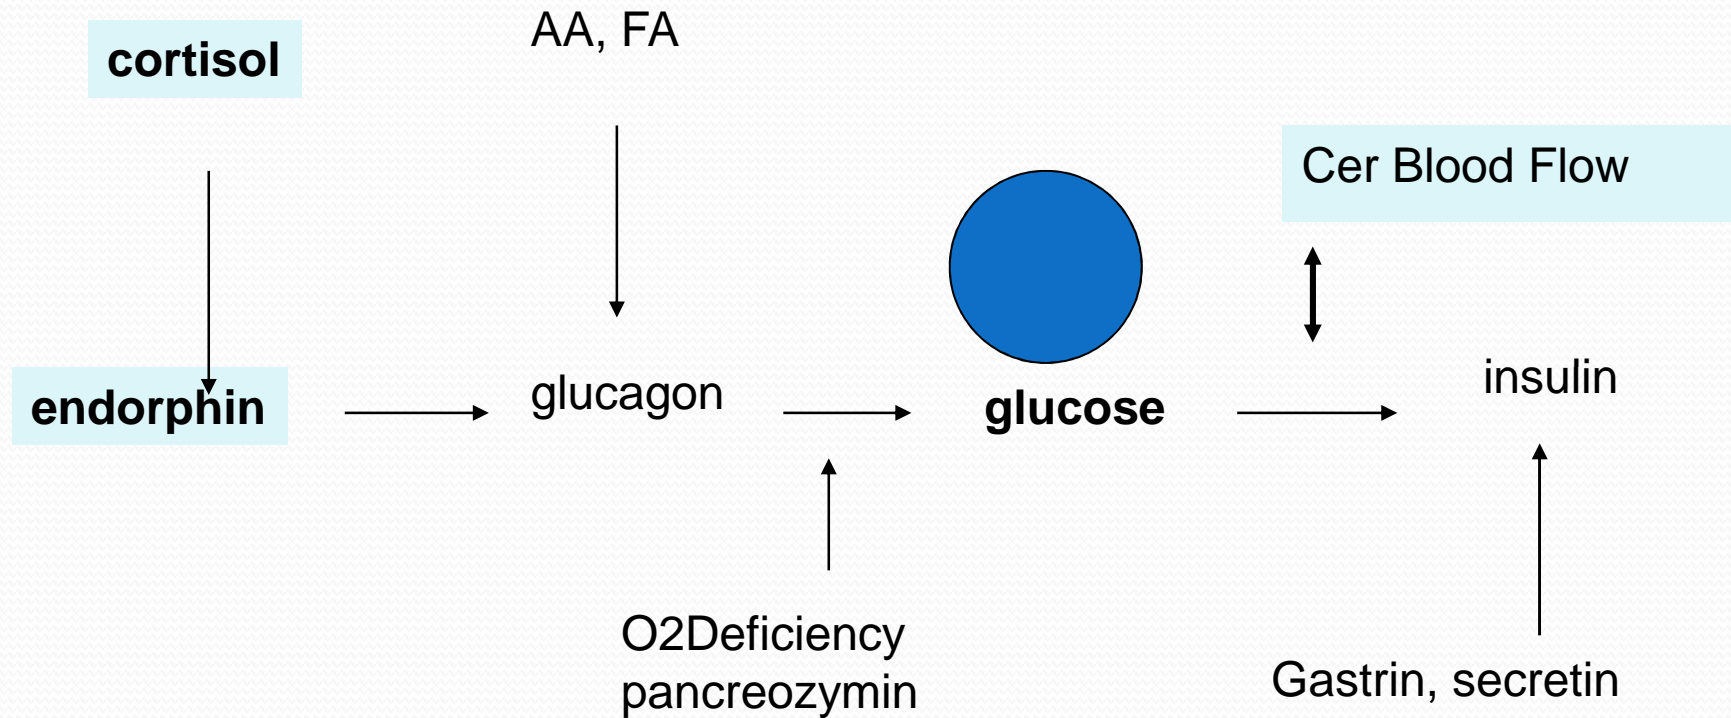 cortisol
AA, FA
Cer Blood Flow
endorphin
glucagon
glucose
insulin
O2Deficiency
pancreozymin
Gastrin, secretin